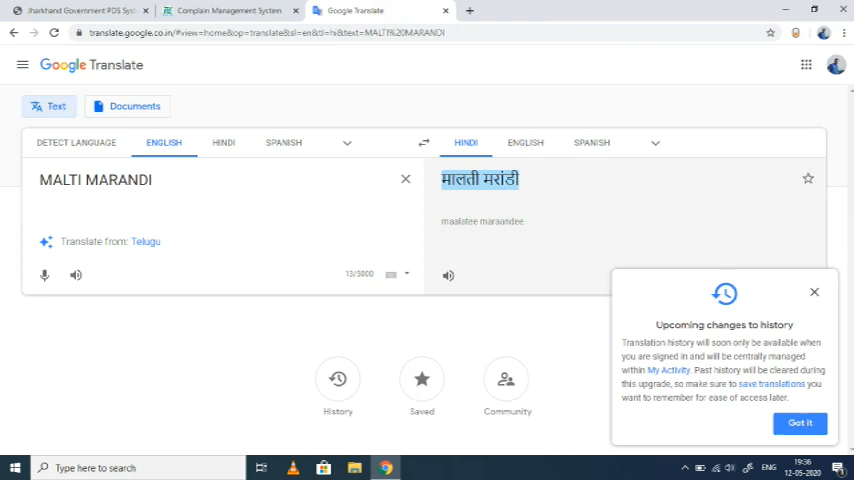 Jharkhand Government PDS Syst
Complain Management System
Google Translate
translate.google.co.in/#view=home&op=translate&sl=en&tl=hi&text=MALTI%20MARANDI
Google Translate
Text
Documents
DETECT LANGUAGE ENGLISH HINDI SPANISH
HINDI ENGLISH SPANISH
MALTI MARANDI
मालती मरांडी
maalatee maraandee
Translate from: Telugu
13/5000
Upcoming changes to history
Translation history will soon only be available when
you are signed in and will be centrally managed
within My Activity. Past history will be cleared during
this upgrade, so make sure to save translations you
want to remember for ease of access later.
Got it
History
Saved
Community
Type here to search
ENG
19:36
12-05-2020
1